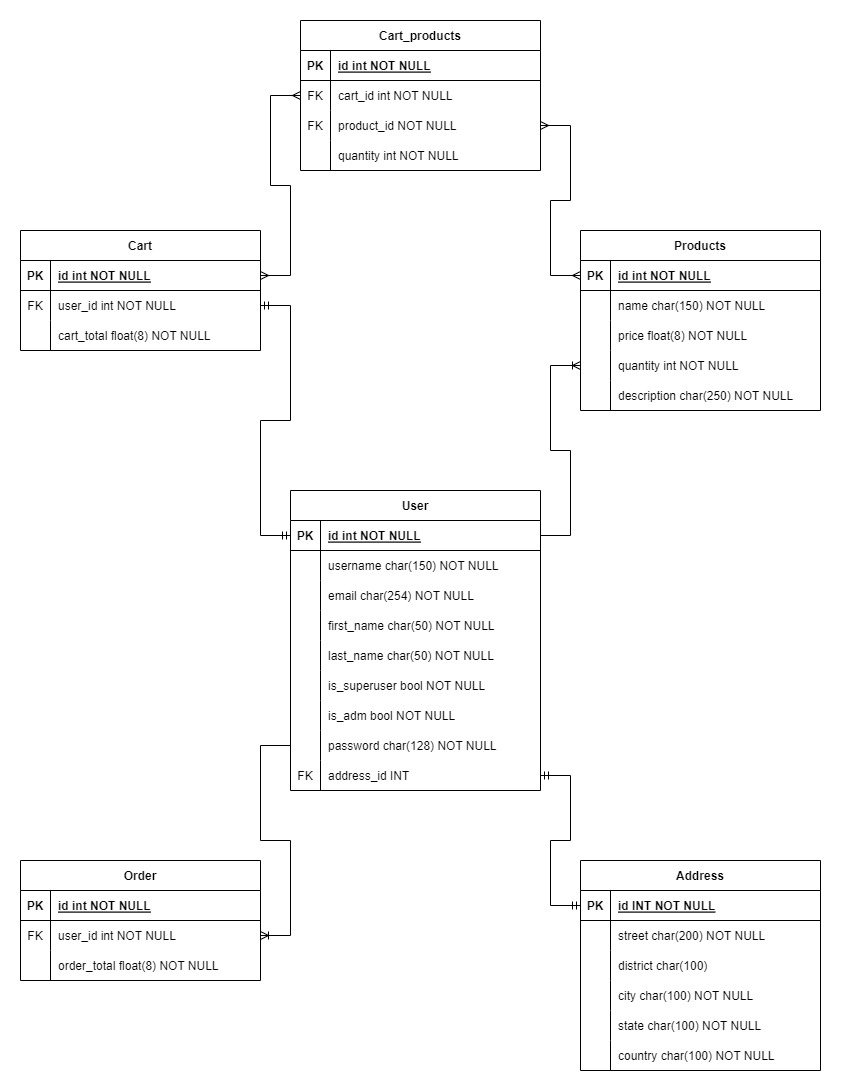 Cart_products
PK id int NOT NULL
FK cart_id int NOT NULL
FK product_id NOT NULL
quantity int NOT NULL
Cart
PK id int NOT NULL
FK user_id int NOT NULL
cart_total float(8) NOT NULL
Products
PK id int NOT NULL
name char(150) NOT NULL
price float(8) NOT NULL
quantity int NOT NULL
description char(250) NOT NULL
User
PK id int NOT NULL
username char(150) NOT NULL
email char(254) NOT NULL
first_name char(50) NOT NULL
last_name char(50) NOT NULL
is_superuser bool NOT NULL
is_adm bool NOT NULL
password char(128) NOT NULL
FK address_id INT
Order
PK id int NOT NULL
FK user_id int NOT NULL
order_total float(8) NOT NULL
Address
PK id INT NOT NULL
street char(200) NOT NULL
district char(100)
city char(100) NOT NULL
state char(100) NOT NULL
country char(100) NOT NULL